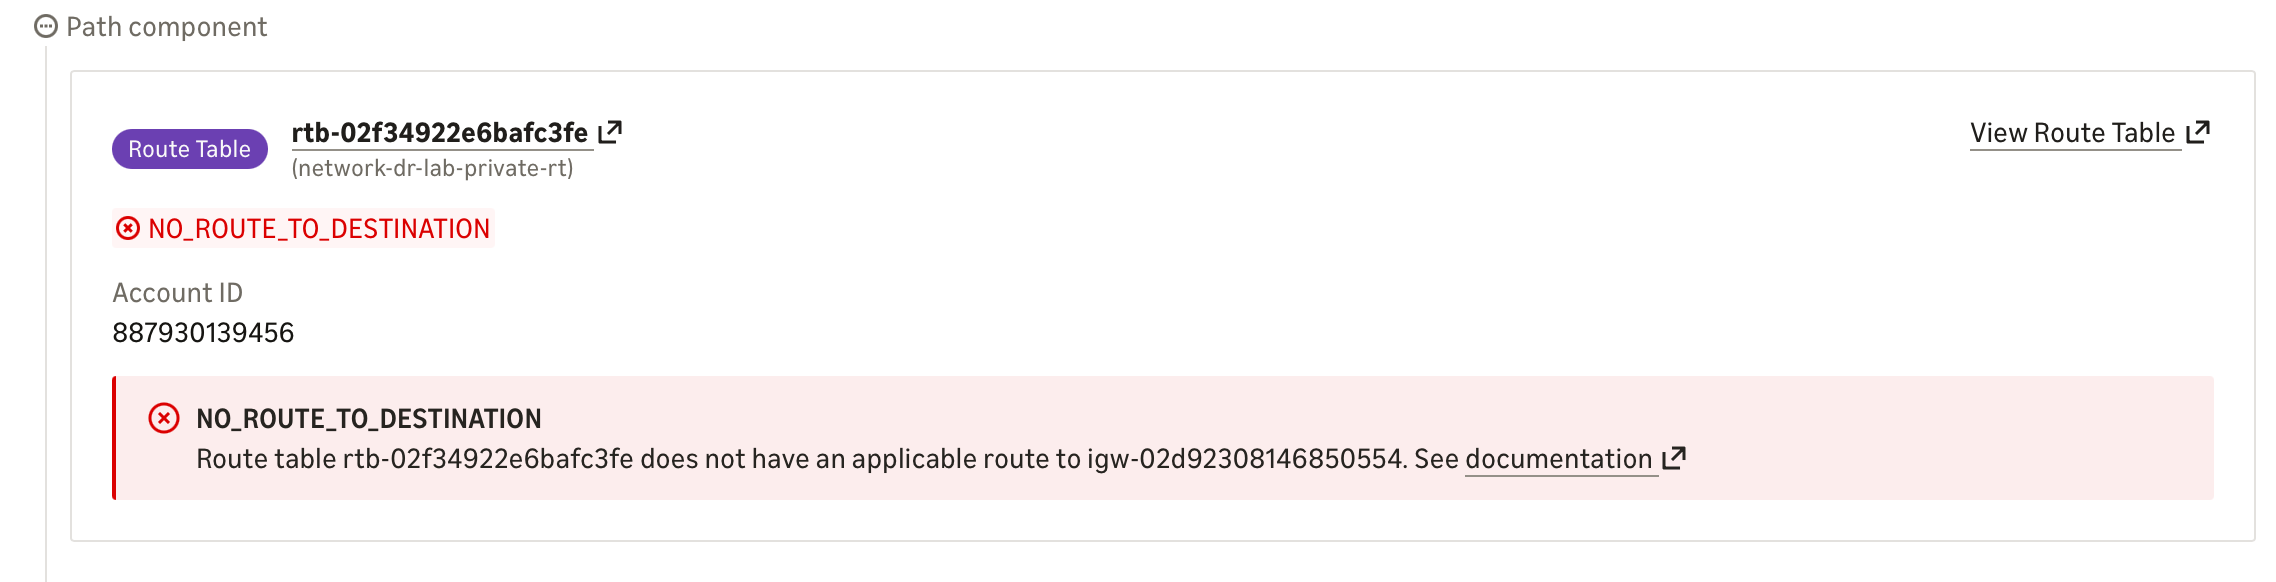 Path component
Route Table
rtb-02f34922e6bafc3fe
View Route Table
(network-dr-lab-private-rt)
NO_ROUTE_TO_DESTINATION
Account ID
887930139456
NO_ROUTE_TO_DESTINATION
Route table rtb-02f34922e6bafc3fe does not have an applicable route to igw-02d92308146850554. See documentation